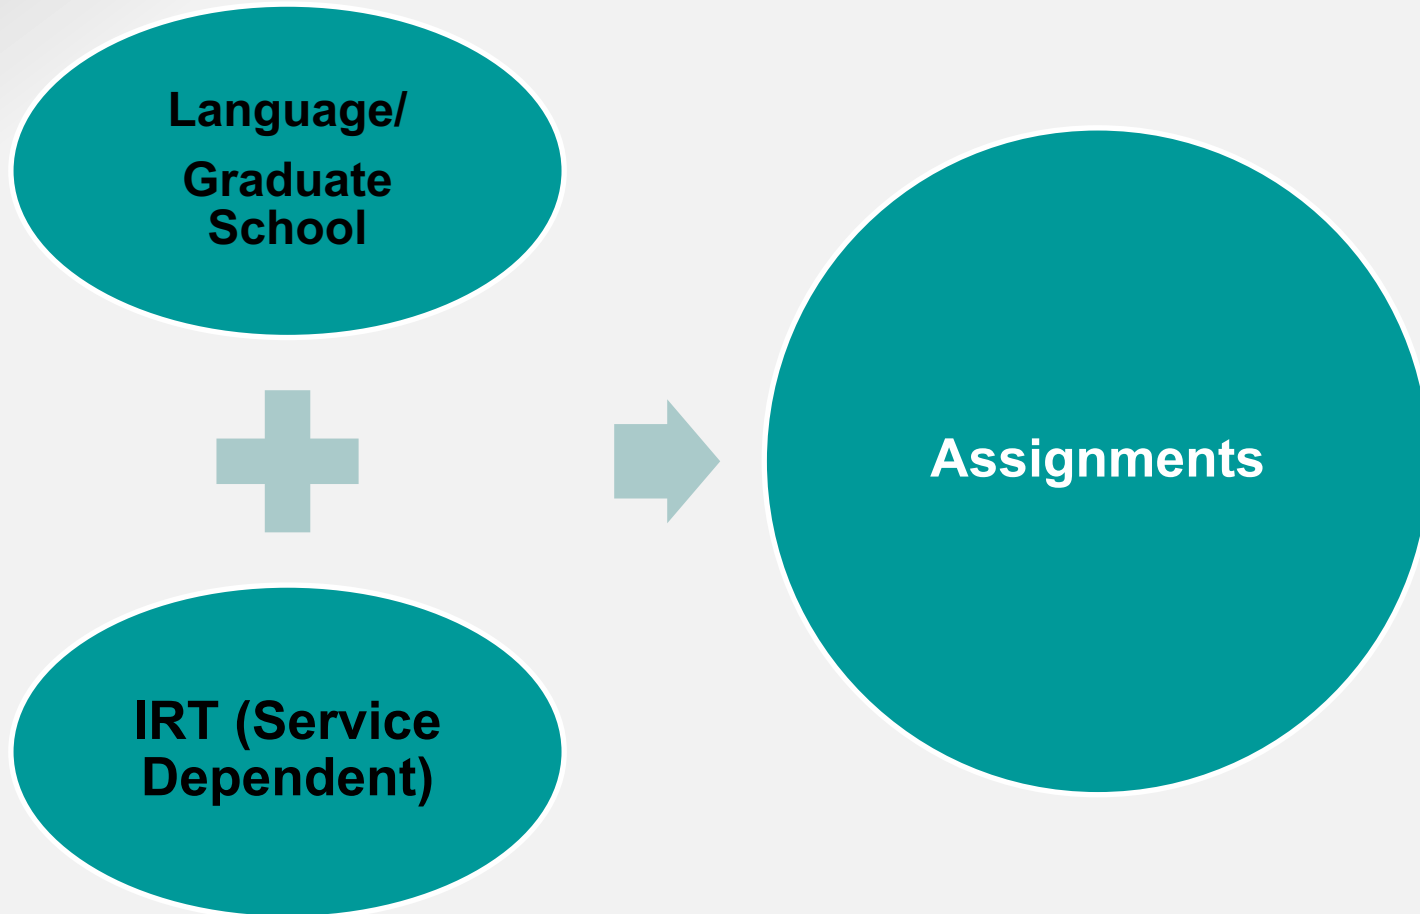 Language/
Graduate
School
IRT (Service
Dependent)
Assignments